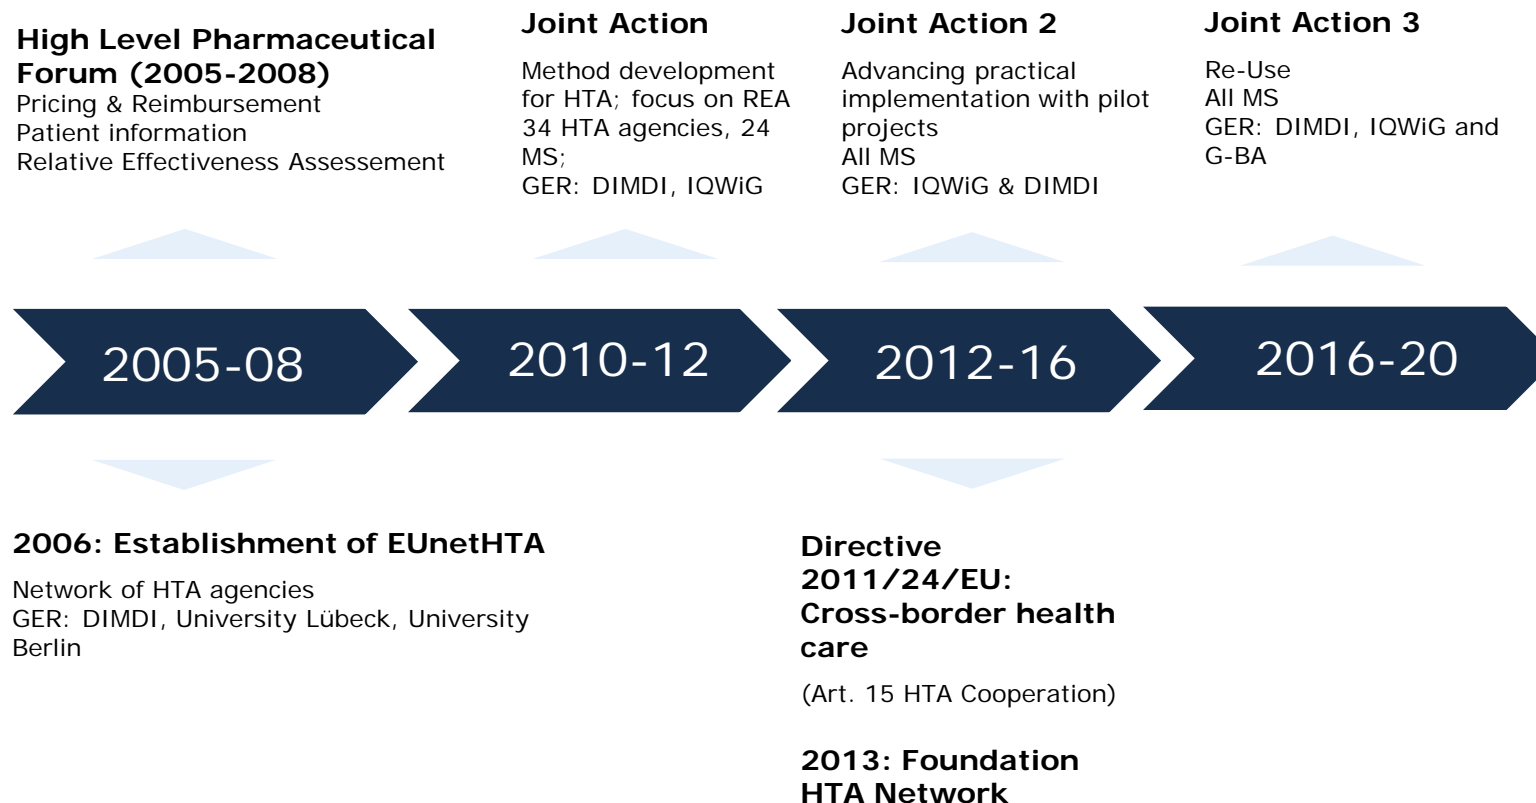 High Level Pharmaceutical
Forum (2005-2008)
Pricing & Reimbursement
Patient information
Relative Effectiveness Assessement
Joint Action
Method development
for HTA; focus on REA
34 HTA agencies, 24
MS;
GER: DIMDI, IQWiG
Joint Action 2
Advancing practical
implementation with pilot
projects
All MS
GER: IQWiG & DIMDI
Joint Action 3
Re-Use
All MS
GER: DIMDI, IQWiG and
G-BA
2005-08
2010-12
2012-16
2016-20
2006: Establishment of EUnetHTA
Network of HTA agencies
GER: DIMDI, University Lübeck, University
Berlin
Directive
2011/24/EU:
Cross-border health
care
(Art. 15 HTA Cooperation)
2013: Foundation
HTA Network